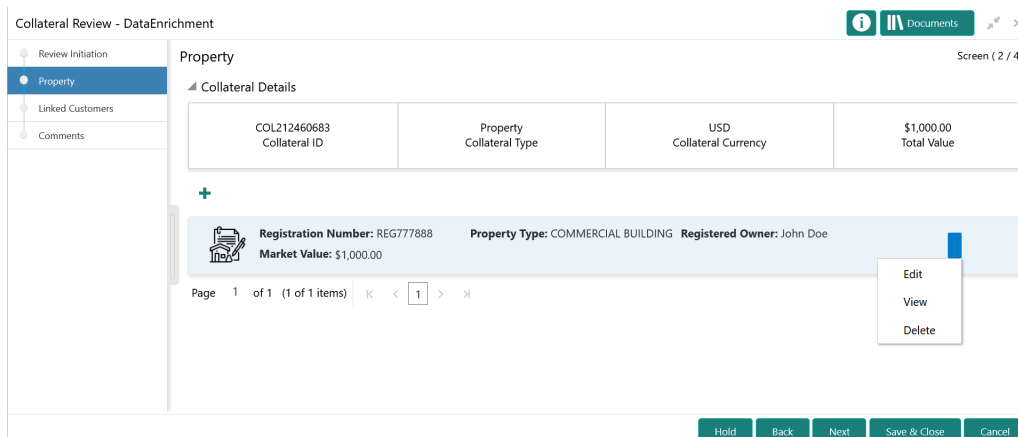 Collateral Review - DataEnrichment
Documents
Review Initiation
Property
Linked Customers
Comments
Property
Screen ( 2 / 4
Collateral Details
COL212460683
Collateral ID
Property
Collateral Type
USD
Collateral Currency
$1,000.00
Total Value
Registration Number: REG777888 Property Type: COMMERCIAL BUILDING Registered Owner: John Doe
Market Value: $1,000.00
Edit
View
Delete
Page 1 of 1 (1 of 1 items) 1
Hold Back Next Save & Close Cancel